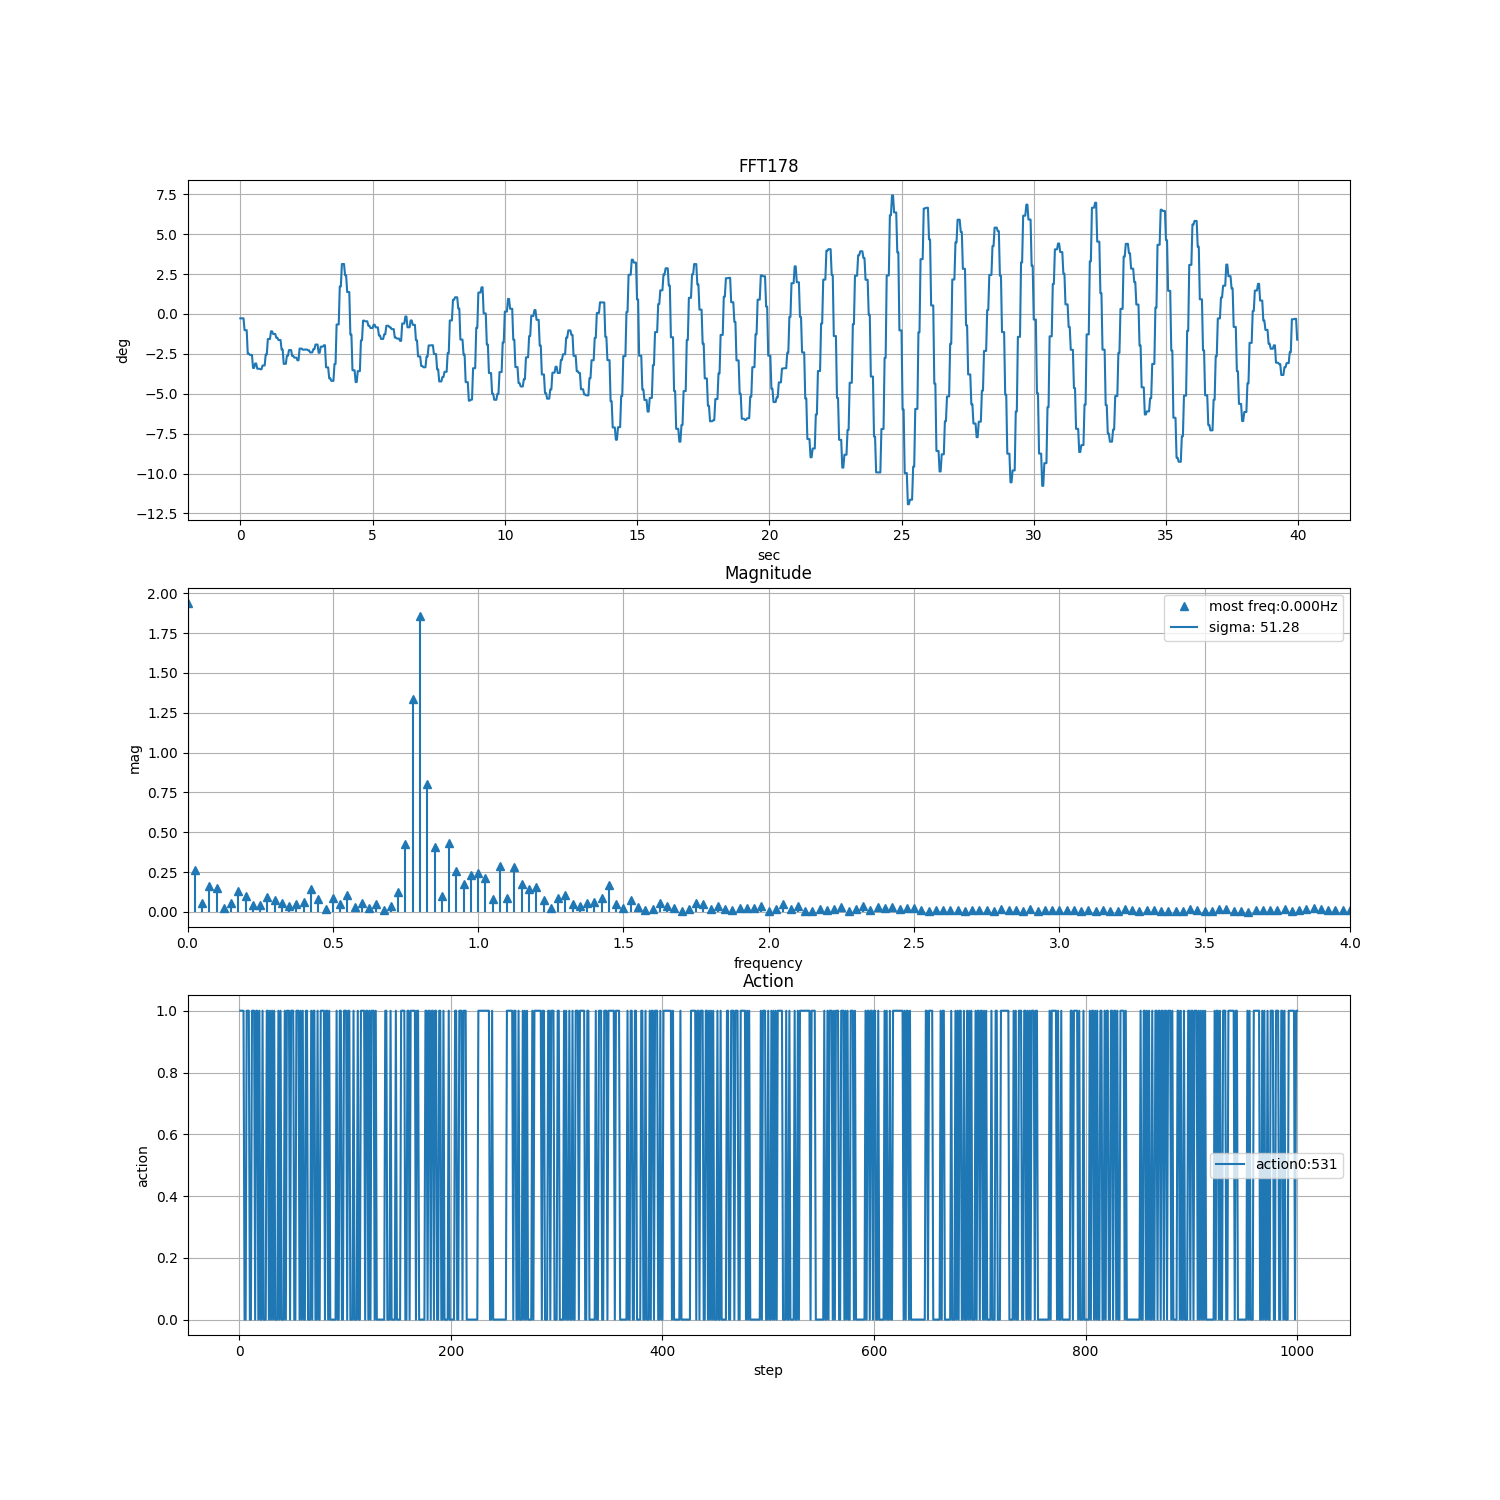 FFT178
7.5
5.0
2.5
0.0
−2.5
−5.0
−7.5
−10.0
−12.5
deg
0 5 10 15 20 25 30 35 40
sec
Magnitude
2.00
1.75
1.50
1.25
1.00
0.75
0.50
0.25
0.00
mag
most freq:0.000Hz
sigma: 51.28
0.0 0.5 1.0 1.5 2.0 2.5 3.0 3.5 4.0
frequency
Action
1.0
0.8
0.6
0.4
0.2
0.0
action
action0:531
0 200 400 600 800 1000
step